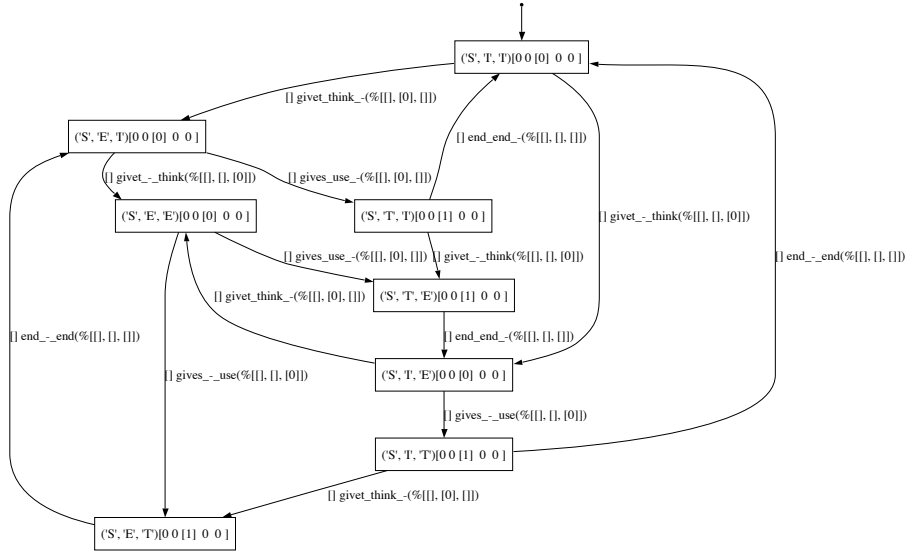 ('S', 'I', 'I')[0 0 [0]  0  0 ]
[] givet_think_-(%[[], [0], []])
[] end_end_-(%[[], [], []])
('S', 'E', 'I')[0 0 [0]  0  0 ]
[] givet_-_think(%[[], [], [0]])
[] gives_use_-(%[[], [0], []])
('S', 'E', 'E')[0 0 [0]  0  0 ]
('S', 'T', 'I')[0 0 [1]  0  0 ]
[] givet_-_think(%[[], [], [0]])
[] gives_use_-(%[[], [0], []])
[] givet_-_think(%[[], [], [0]])
[] end_-_end(%[[], [], []])
[] givet_think_-(%[[], [0], []])
('S', 'T', 'E')[0 0 [1]  0  0 ]
[] end_-_end(%[[], [], []])
[] end_end_-(%[[], [], []])
[] gives_-_use(%[[], [], [0]])
('S', 'I', 'E')[0 0 [0]  0  0 ]
[] gives_-_use(%[[], [], [0]])
('S', 'I', 'T')[0 0 [1]  0  0 ]
[] givet_think_-(%[[], [0], []])
('S', 'E', 'T')[0 0 [1]  0  0 ]